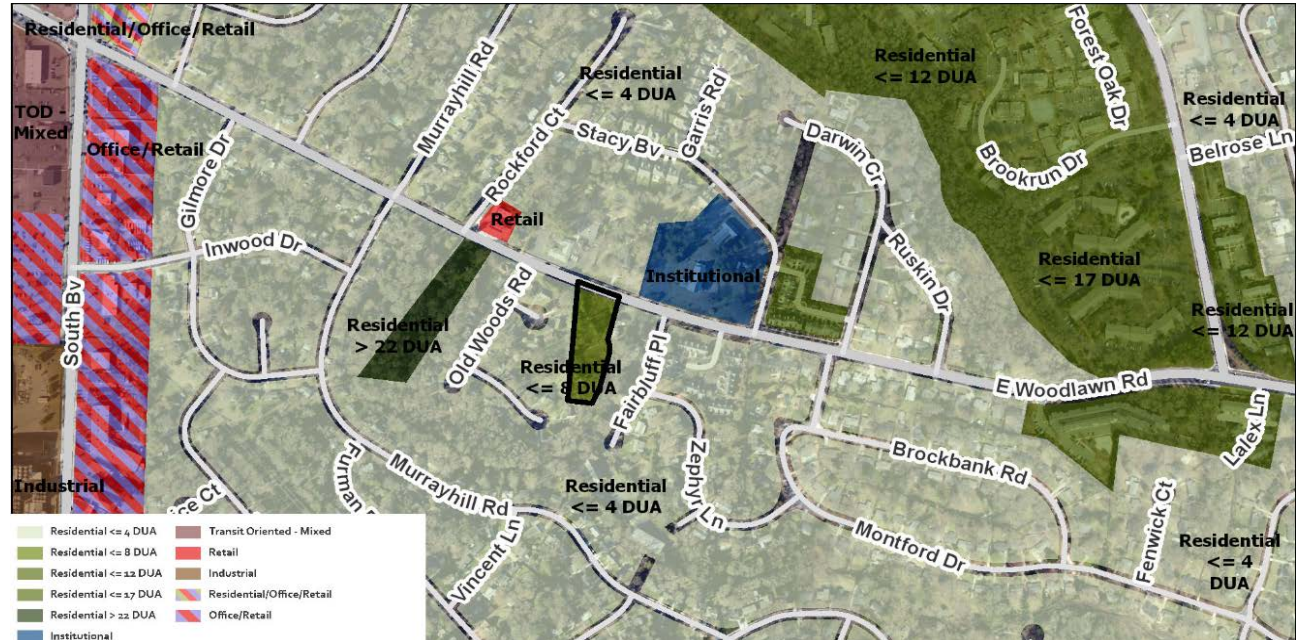 Residential/Office/Retail
TOD -
Mixed
Office/Retail
Gilmore Dr
Inwood Dr
South Bv
Industrial
Murrayhill Rd
Rockford Ct
Residential
<= 4 DUA
Stacy Bv
Garris Rd
Retail
Residential
> 22 DUA
Old Woods Rd
Residential
<= 8 DUA
Fairbluff Pl
Institutional
Darwin Cr
Ruskin Dr
Residential
<= 12 DUA
Forest Oak Dr
Brookrun Dr
Residential
<= 4 DUA
Belrose Ln
Residential
<= 17 DUA
Residential
<= 12 DUA
E Woodlawn Rd
Lalex Ln
Zephyr Ln
Brockbank Rd
Montford Dr
Fenwick Ct
Residential
<= 4
DUA
Residential
<= 4 DUA
Murrayhill Rd
Furman
Vincent Ln
ice Ct
Residential <= 4 DUA
Residential <= 8 DUA
Residential <= 12 DUA
Residential <= 17 DUA
Residential > 22 DUA
Institutional
Transit Oriented - Mixed
Retail
Industrial
Residential/Office/Retail
Office/Retail